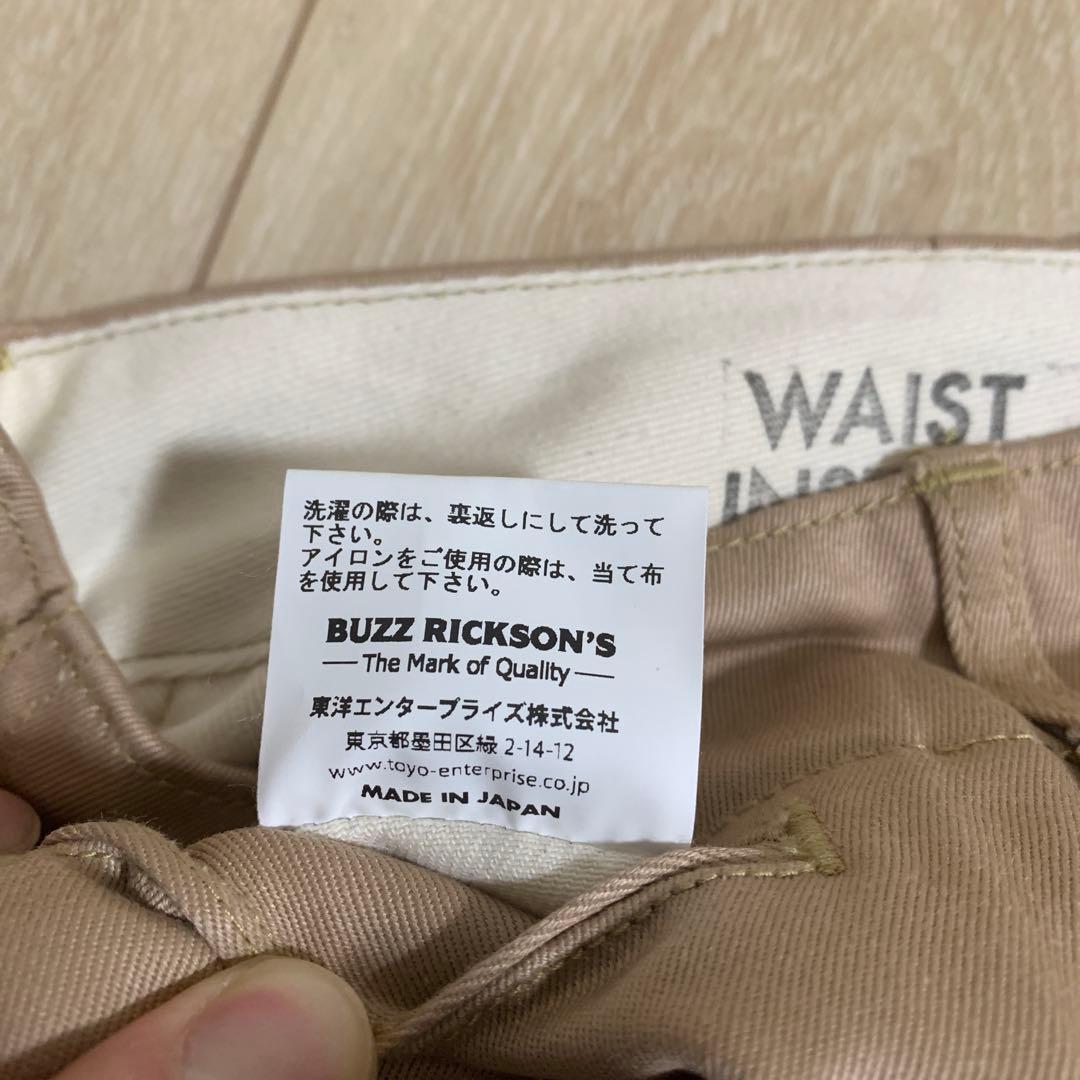 WAIST
洗濯の際は、裏返しにして洗って
下さい。
アイロンをご使用の際は、当て布
を使用して下さい。
BUZZ RICKSON'S
The Mark of Quality
東洋エンタープライズ株式会社
東京都墨田区緑 2-14-12
www.toyo-enterprise.co.jp
MADE IN JAPAN